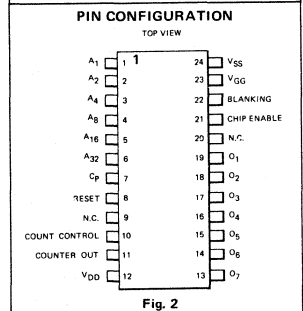 PIN CONFIGURATION
TOP VIEW
A1 1 1 24 VSS
A2 2 23 VGG
A4 3 22 BLANKING
A8 4 21 CHIP ENABLE
A16 5 20 N.C.
A32 6 19 O1
CP 7 18 O2
RESET 8 17 O3
N.C. 9 16 O4
COUNT CONTROL 10 15 O5
COUNTER OUT 11 14 O6
VDD 12 13 O7
Fig. 2